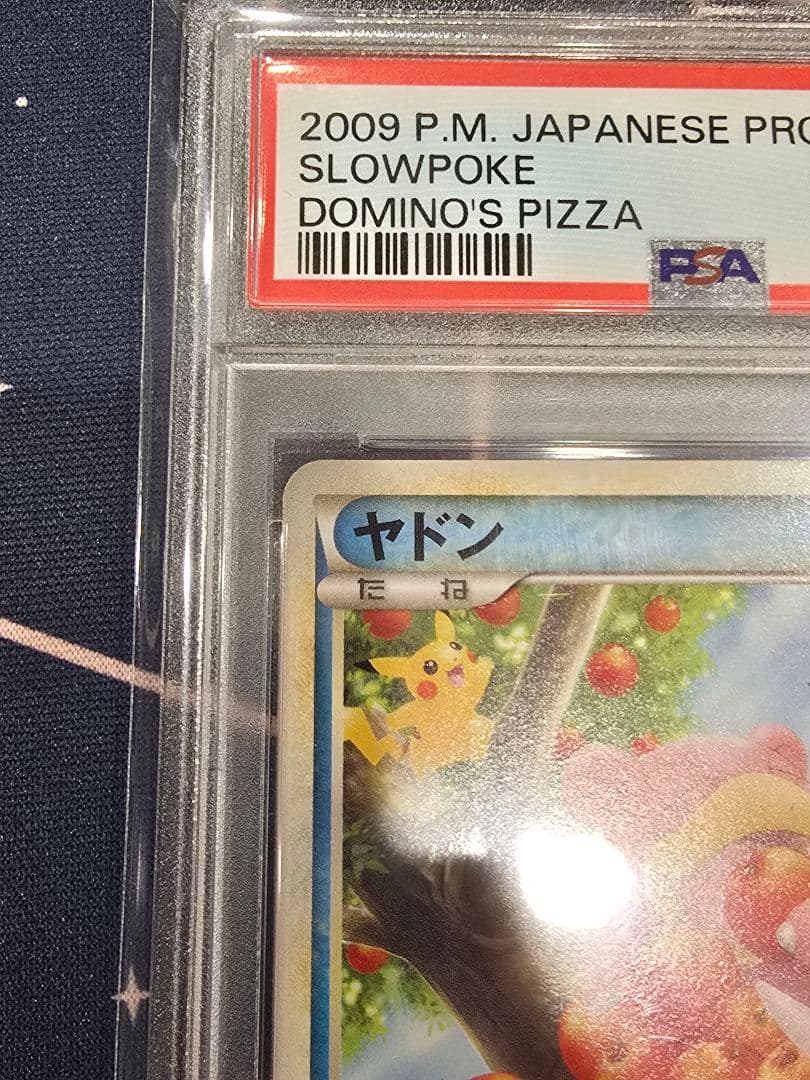 2009 P.M. JAPANESE PRO
SLOWPOKE
DOMINO'S PIZZA
PSA
ヤドン
たね